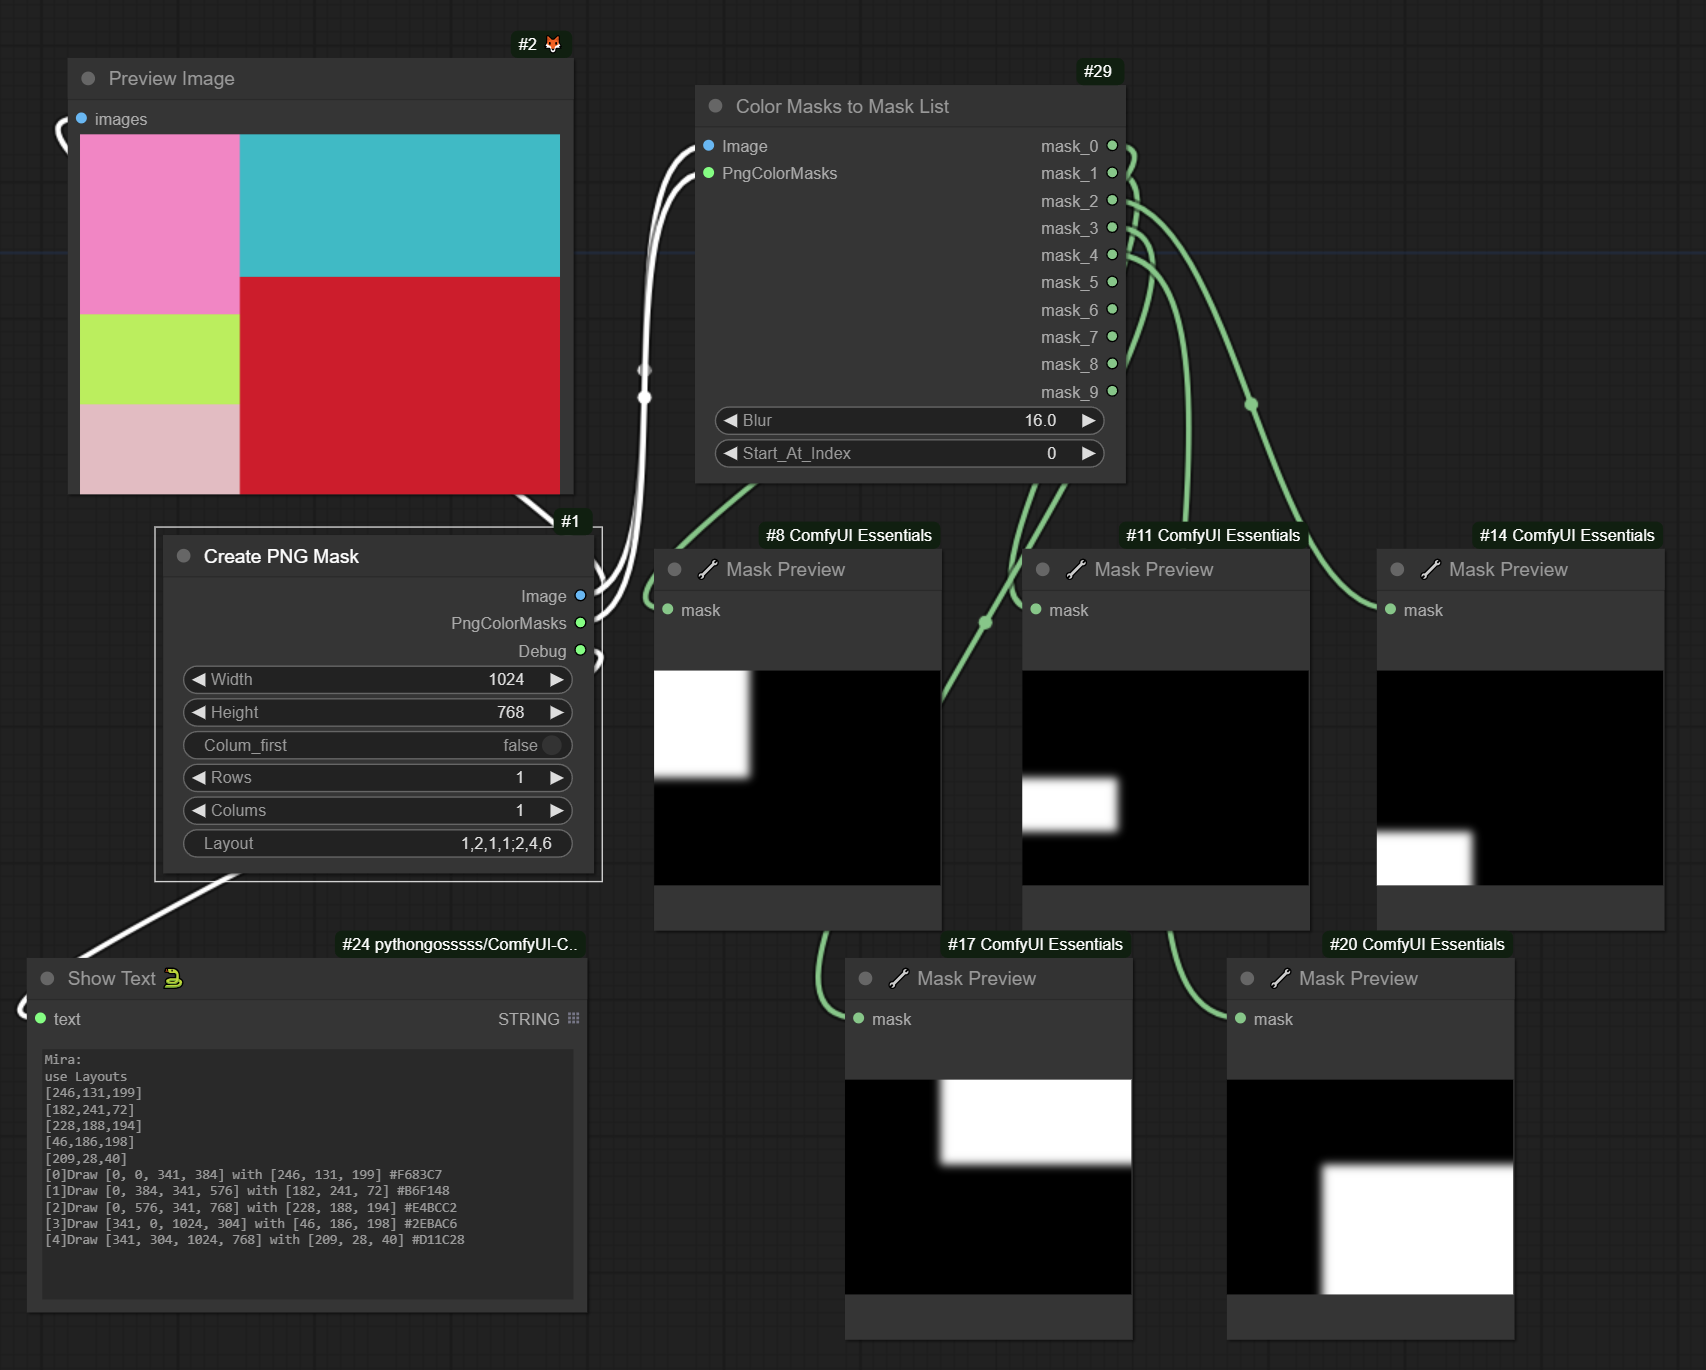 #2
Preview Image
images
#29
Color Masks to Mask List
Image
mask_0
PngColorMasks
mask_1
mask_2
mask_3
mask_4
mask_5
mask_6
mask_7
mask_8
mask_9
Blur
16.0
Start_At_Index
0
#1
Create PNG Mask
Image
PngColorMasks
Debug
Width
1024
Height
768
Colum_first
false
Rows
1
Colums
1
Layout
1,2,1,1;2,4,6
#8 ComfyUI Essentials
Mask Preview
mask
#11 ComfyUI Essentials
Mask Preview
mask
#14 ComfyUI Essentials
Mask Preview
mask
#24 pythongosssss/ComfyUI-C..
Show Text
text
STRING
Mira:
use Layouts
[246,131,199]
[182,241,72]
[228,188,194]
[46,186,198]
[209,28,40]
[0]Draw [0, 0, 341, 384] with [246, 131, 199] #F683C7
[1]Draw [0, 384, 341, 576] with [182, 241, 72] #B6F148
[2]Draw [0, 576, 341, 768] with [228, 188, 194] #E4BCC2
[3]Draw [341, 0, 1024, 304] with [46, 186, 198] #2EBAC6
[4]Draw [341, 304, 1024, 768] with [209, 28, 40] #D11C28
#17 ComfyUI Essentials
Mask Preview
mask
#20 ComfyUI Essentials
Mask Preview
mask